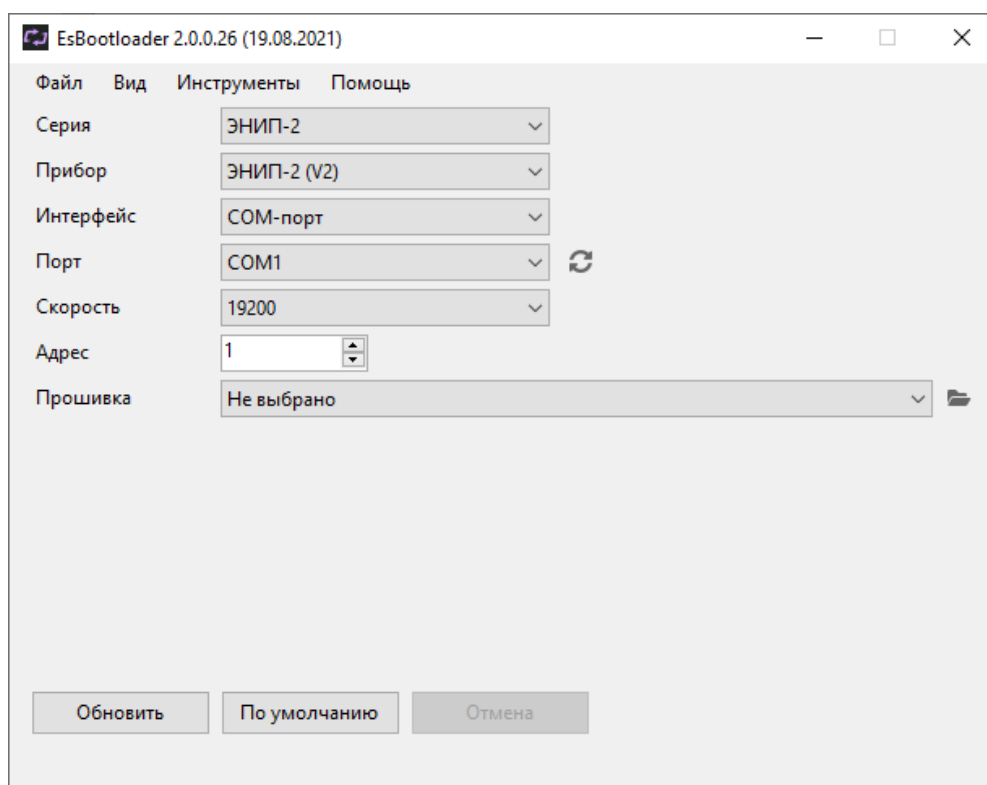 EsBootloader 2.0.0.26 (19.08.2021)
Файл Вид Инструменты Помощь
Серия ЭНИП-2
Прибор ЭНИП-2 (V2)
Интерфейс COM-порт
Порт COM1
Скорость 19200
Адрес 1
Прошивка Не выбрано
Обновить По умолчанию Отмена